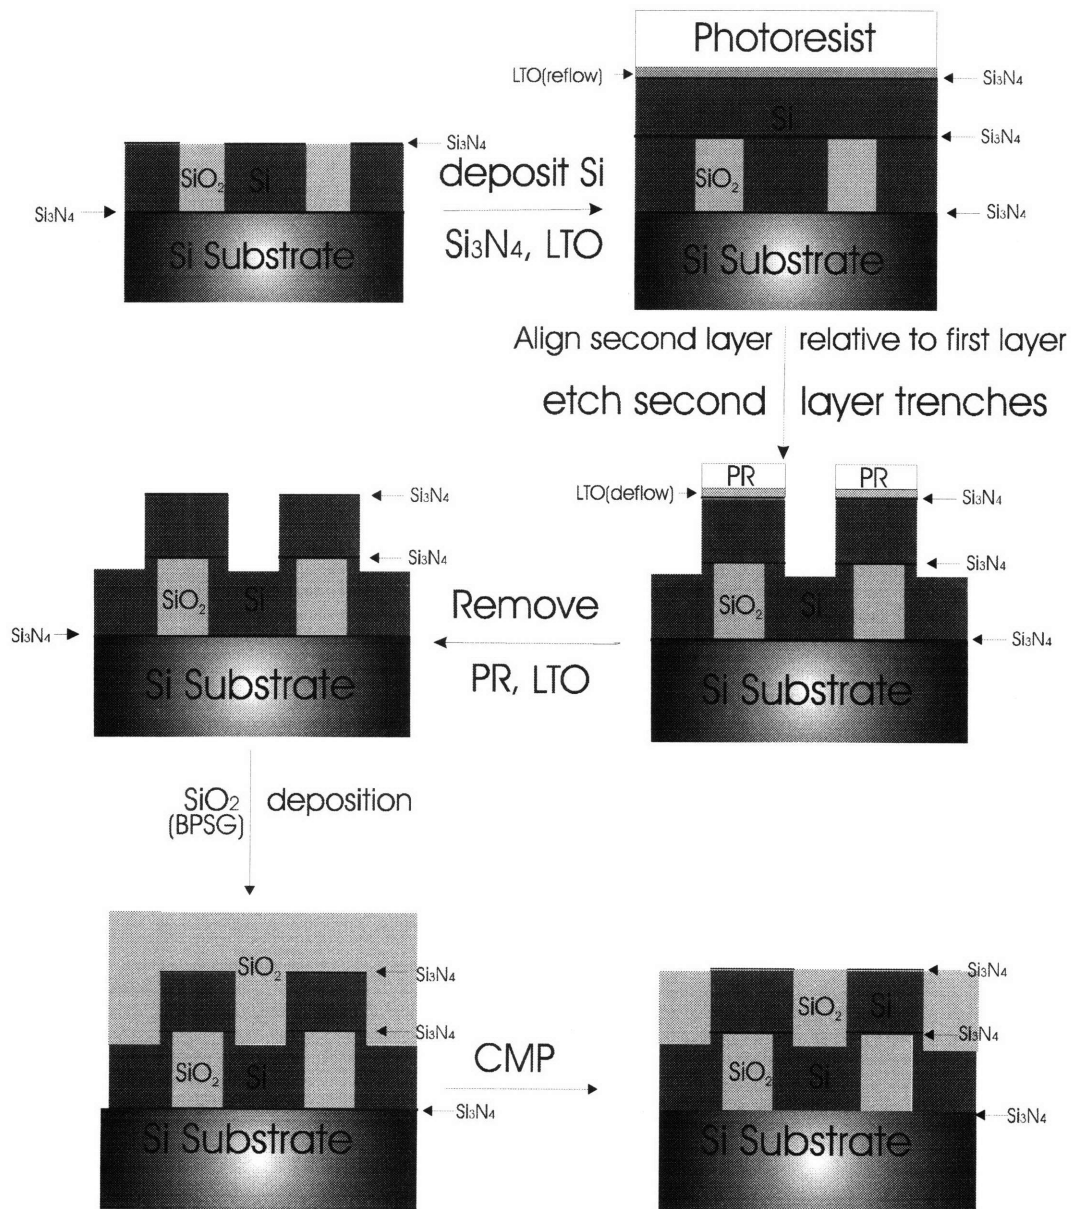 Si₃N₄
SiO₂
Si
Si₃N₄
Si Substrate
deposit Si
Si₃N₄, LTO
Photoresist
LTO(reflow)
Si₃N₄
Si
Si₃N₄
SiO₂
Si₃N₄
Si Substrate
Align second layer relative to first layer
etch second layer trenches
PR
PR
LTO(deflow)
Si₃N₄
Si₃N₄
SiO₂
Si
Si₃N₄
Si Substrate
Remove
PR, LTO
Si₃N₄
Si₃N₄
SiO₂
Si
Si₃N₄
Si Substrate
SiO₂ deposition
(BPSG)
SiO₂
Si₃N₄
Si₃N₄
SiO₂
Si
Si₃N₄
Si Substrate
CMP
Si₃N₄
SiO₂
Si
Si₃N₄
SiO₂
Si
Si₃N₄
Si Substrate